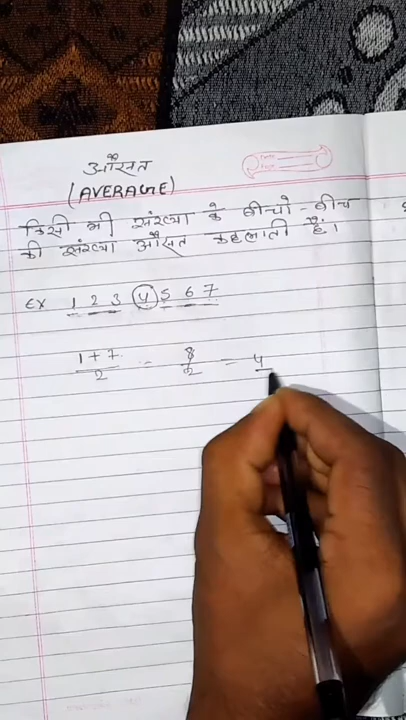 औसत
(AVERAGE)
किसी भी संख्या के बीचो-बीच
की संख्या औसत कहलाती हैं।
Ex 1 2 3 4 5 6 7
1+7/2 = 8/2 = 4